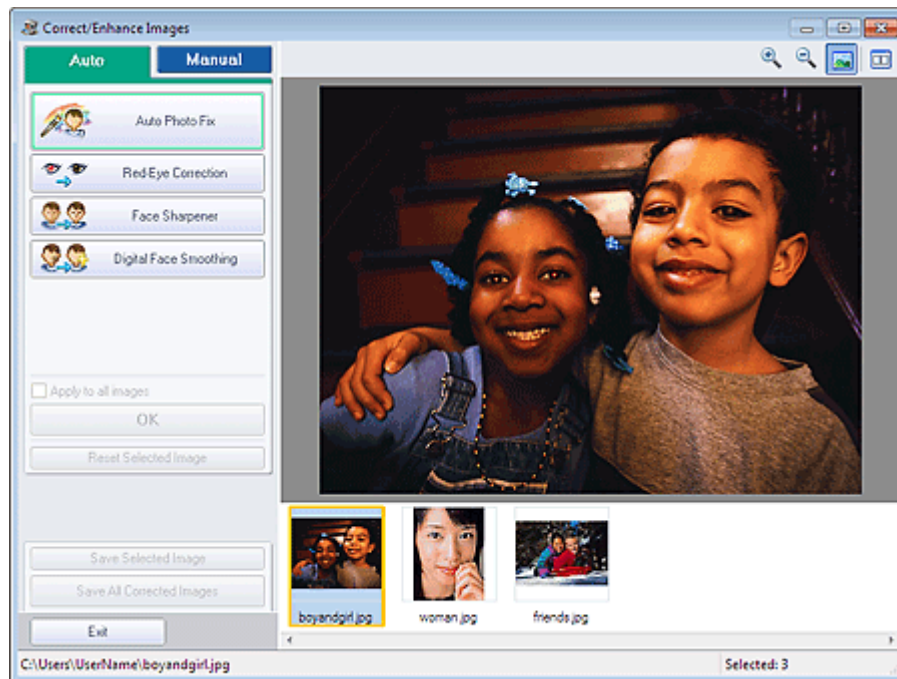 Correct/Enhance Images
Auto
Manual
Auto Photo Fix
Red-Eye Correction
Face Sharpener
Digital Face Smoothing
Apply to all images
OK
Reset Selected Image
Save Selected Image
Save All Corrected Images
Exit
boyandgirl.jpg
woman.jpg
friends.jpg
C:\Users\UserName\boyandgirl.jpg
Selected: 3